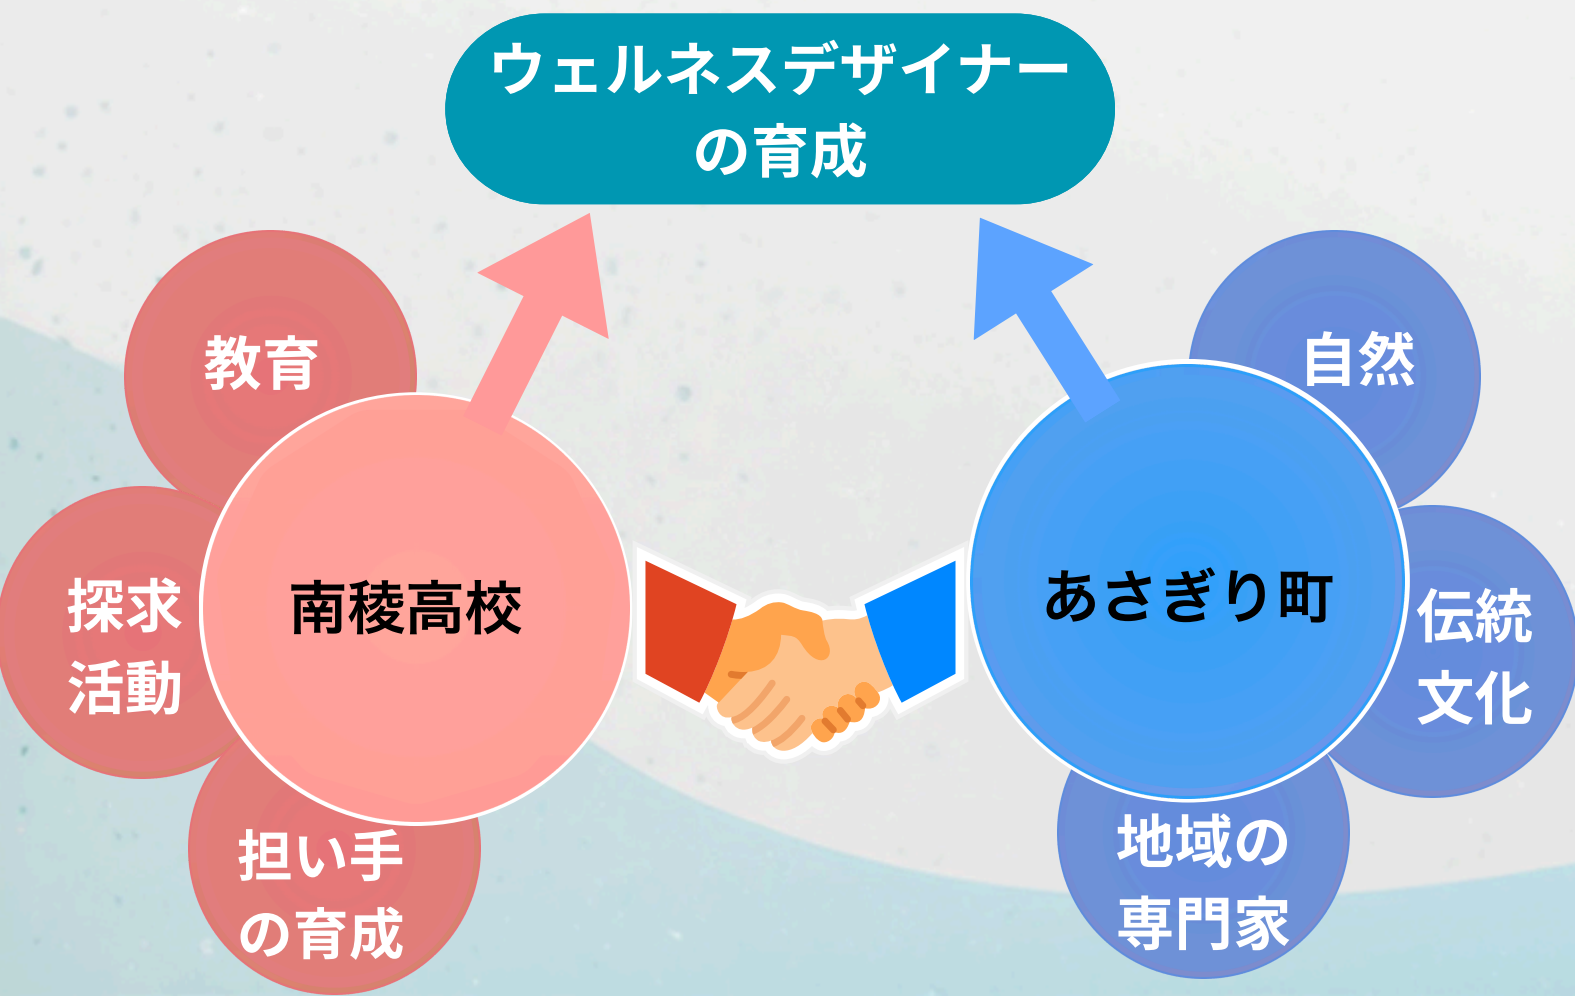 ウェルネスデザイナー
の育成
教育
探求
活動
担い手
の育成
南稜高校
あさぎり町
自然
伝統
文化
地域の
専門家